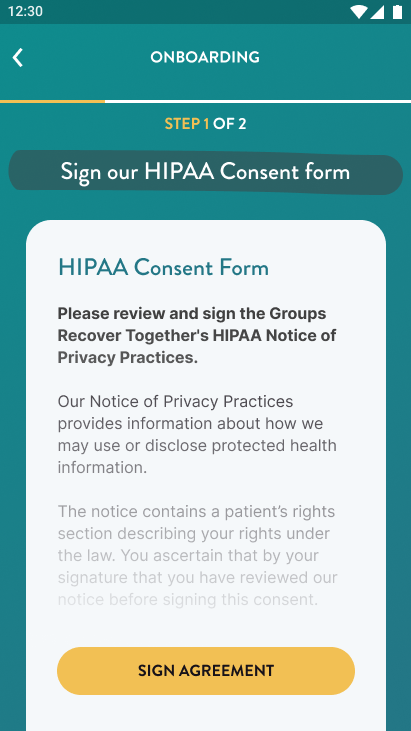 12:30
ONBOARDING
STEP 1 OF 2
Sign our HIPAA Consent form
HIPAA Consent Form
Please review and sign the Groups
Recover Together's HIPAA Notice of
Privacy Practices.
Our Notice of Privacy Practices
provides information about how we
may use or disclose protected health
information.
The notice contains a patient’s rights
section describing your rights under
the law. You ascertain that by your
signature that you have reviewed our
notice before signing this consent.
SIGN AGREEMENT